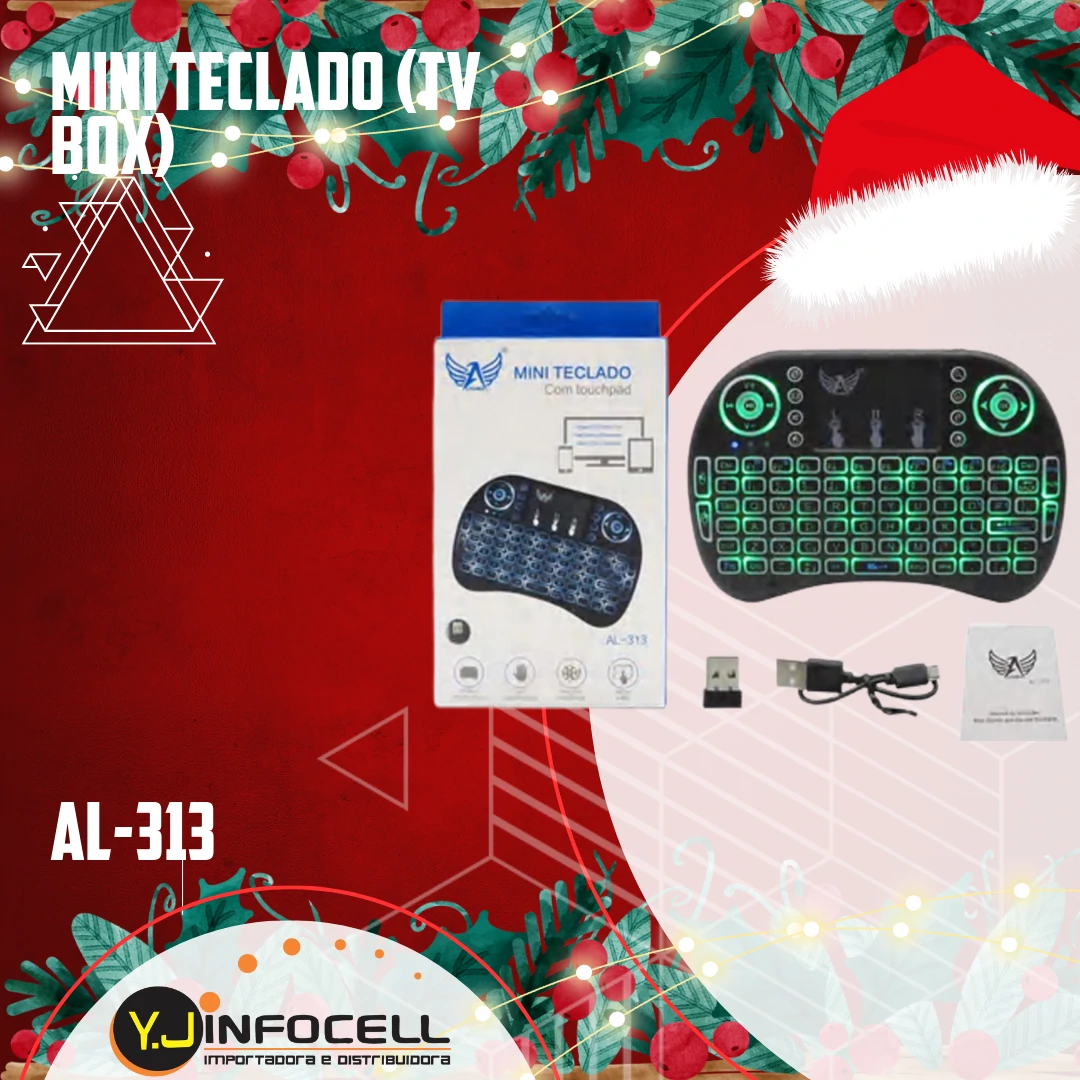 MINI TECLADO (TV
BOX)
MINI TECLADO
Com touchpad
AL-313
AL-313
Y.J INFOCELL
IMPORTADORA E DISTRIBUIDORA